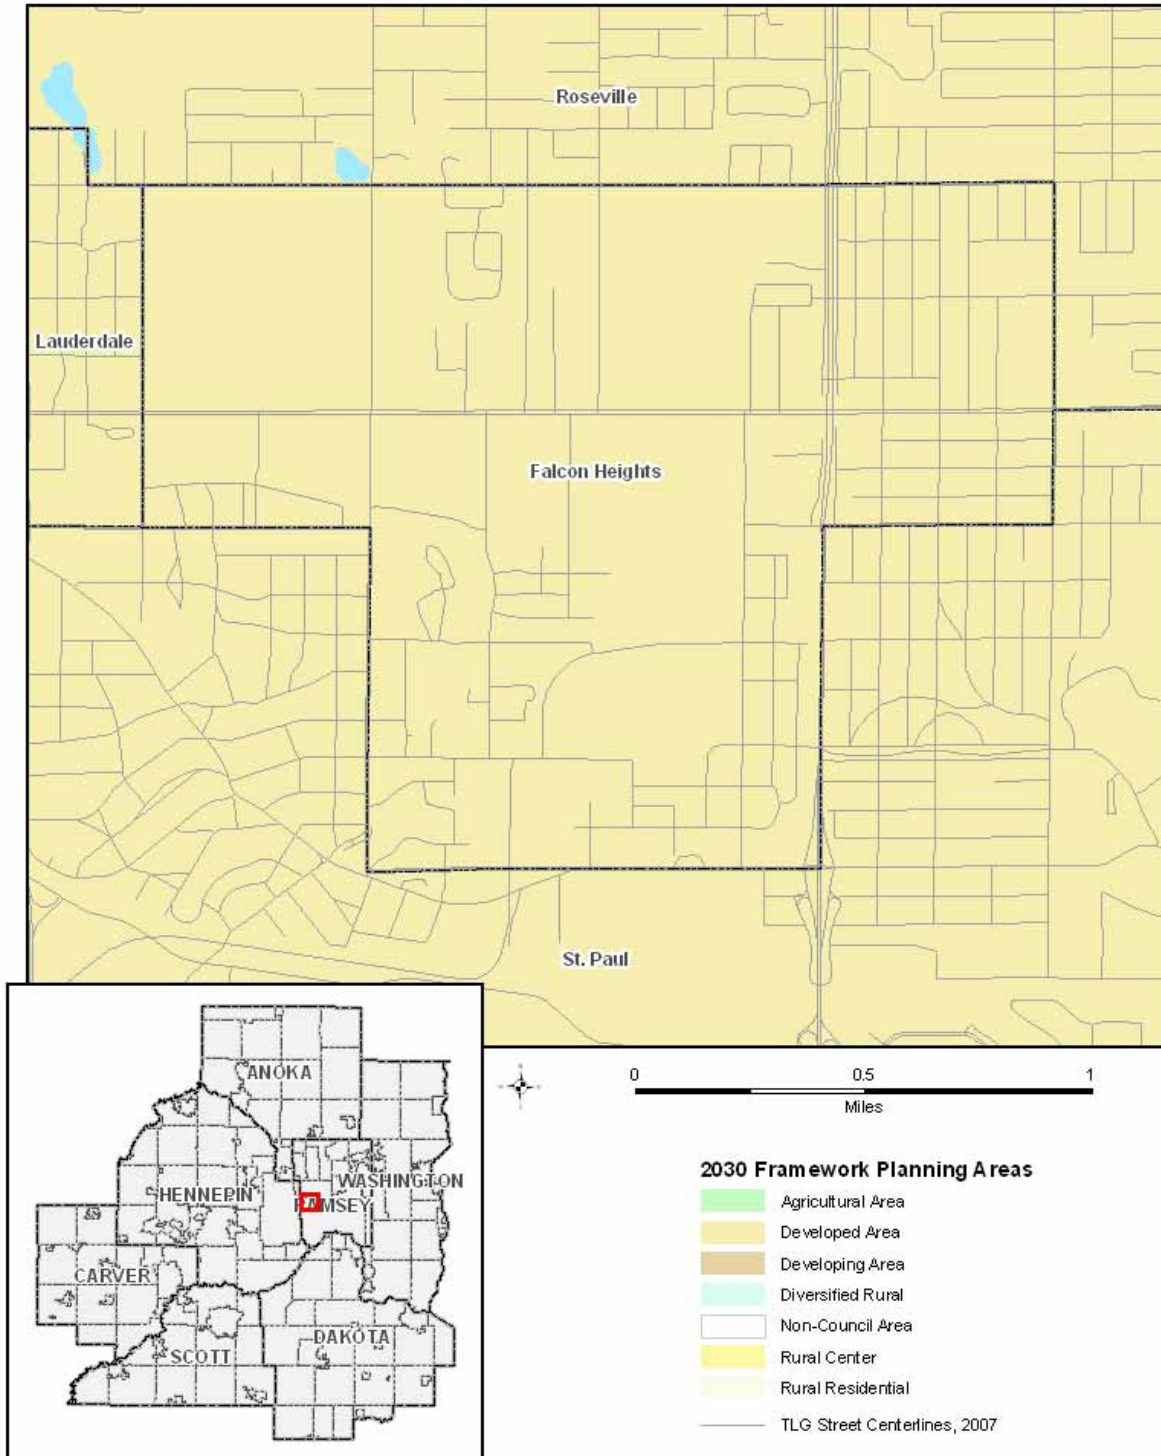 Roseville
Lauderdale
Falcon Heights
St. Paul
ANOKA
WASHINGTON
HENNEPIN
RAMSEY
CARVER
DAKOTA
SCOTT
0 0.5 1
Miles
2030 Framework Planning Areas
Agricultural Area
Developed Area
Developing Area
Diversified Rural
Non-Council Area
Rural Center
Rural Residential
TLG Street Centerlines, 2007